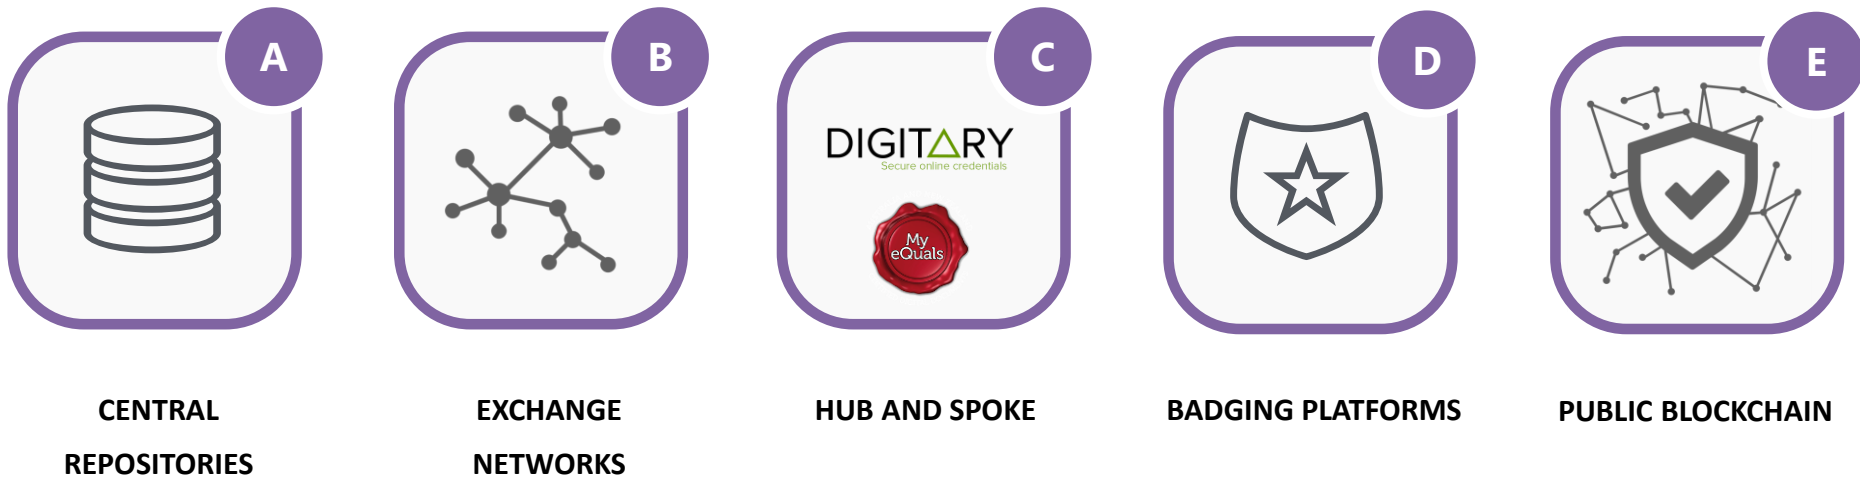 A
B
C
D
E
DIGITARY
Secure online credentials
My
eQuals
CENTRAL
REPOSITORIES
EXCHANGE
NETWORKS
HUB AND SPOKE
BADGING PLATFORMS
PUBLIC BLOCKCHAIN